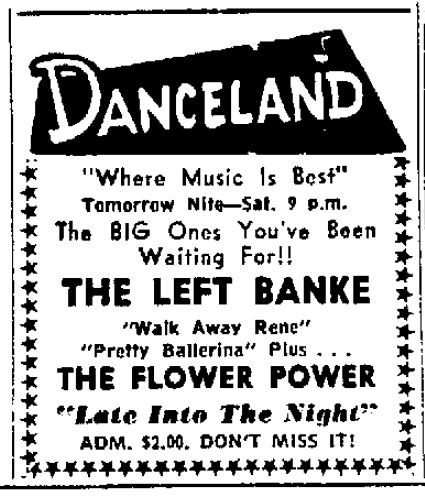 DANCELAND
"Where Music Is Best"
Tomorrow Nite—Sat. 9 p.m.
The BIG Ones You've Been
Waiting For!!
THE LEFT BANKE
"Walk Away Rene"
"Pretty Ballerina" Plus . . .
THE FLOWER POWER
"Late Into The Night"
ADM. $2.00. DON'T MISS IT!